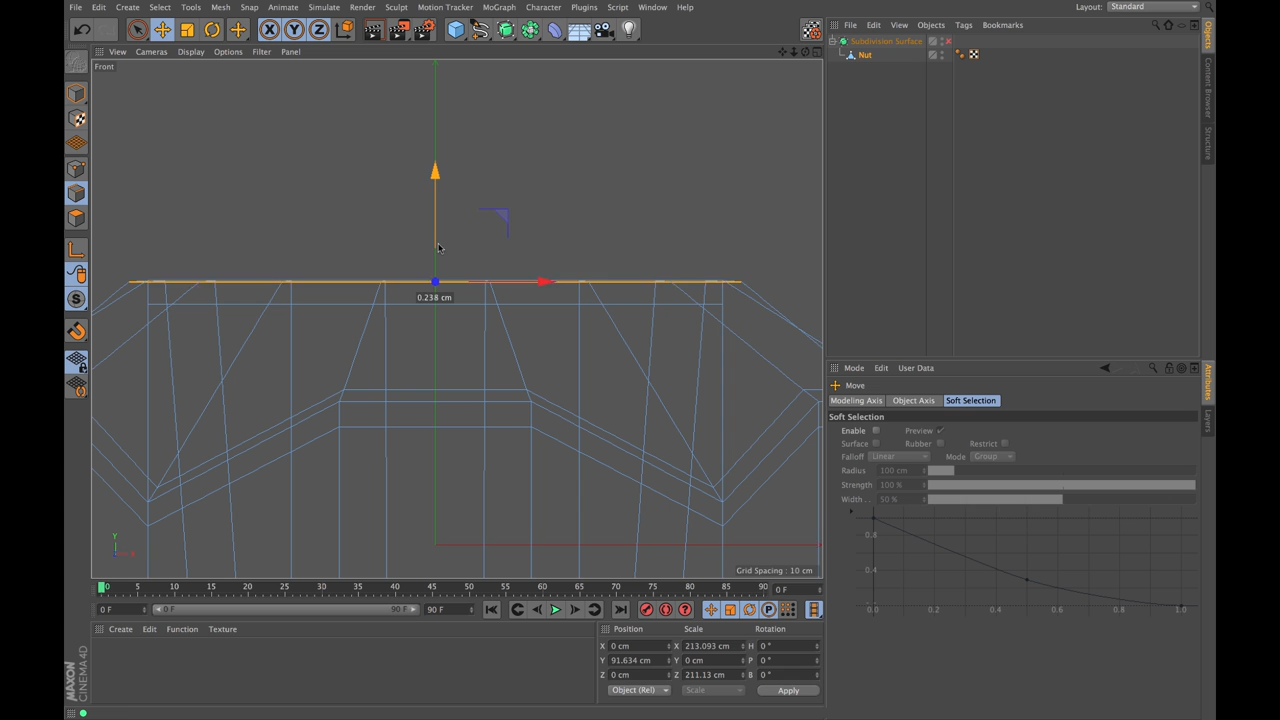 File Edit Create Select Tools Mesh Snap Animate Simulate Render Sculpt Motion Tracker MoGraph Character Plugins Script Window Help
Layout: Standard
X Y Z
View Cameras Display Options Filter Panel
File Edit View Objects Tags Bookmarks
Front
Subdivision Surface
Nut
0.238 cm
Y
X
Grid Spacing : 10 cm
Objects
Content Browser
Structure
Mode Edit User Data
Move
Modeling Axis Object Axis Soft Selection
Soft Selection
Enable Preview
Surface Rubber Restrict
Falloff Linear Mode Group
Radius 100 cm
Strength 100 %
Width . . 50 %
0.8
0.4
0.0 0.2 0.4 0.6 0.8 1.0
Attributes
Layers
0 5 10 15 20 25 30 35 40 45 50 55 60 65 70 75 80 85 90 0 F
0 F 0 F 90 F 90 F
P
Create Edit Function Texture
Position Scale Rotation
X 0 cm X 213.093 cm H 0 °
Y 91.634 cm Y 0 cm P 0 °
Z 0 cm Z 211.13 cm B 0 °
Object (Rel) Scale Apply
MAXON
CINEMA 4D